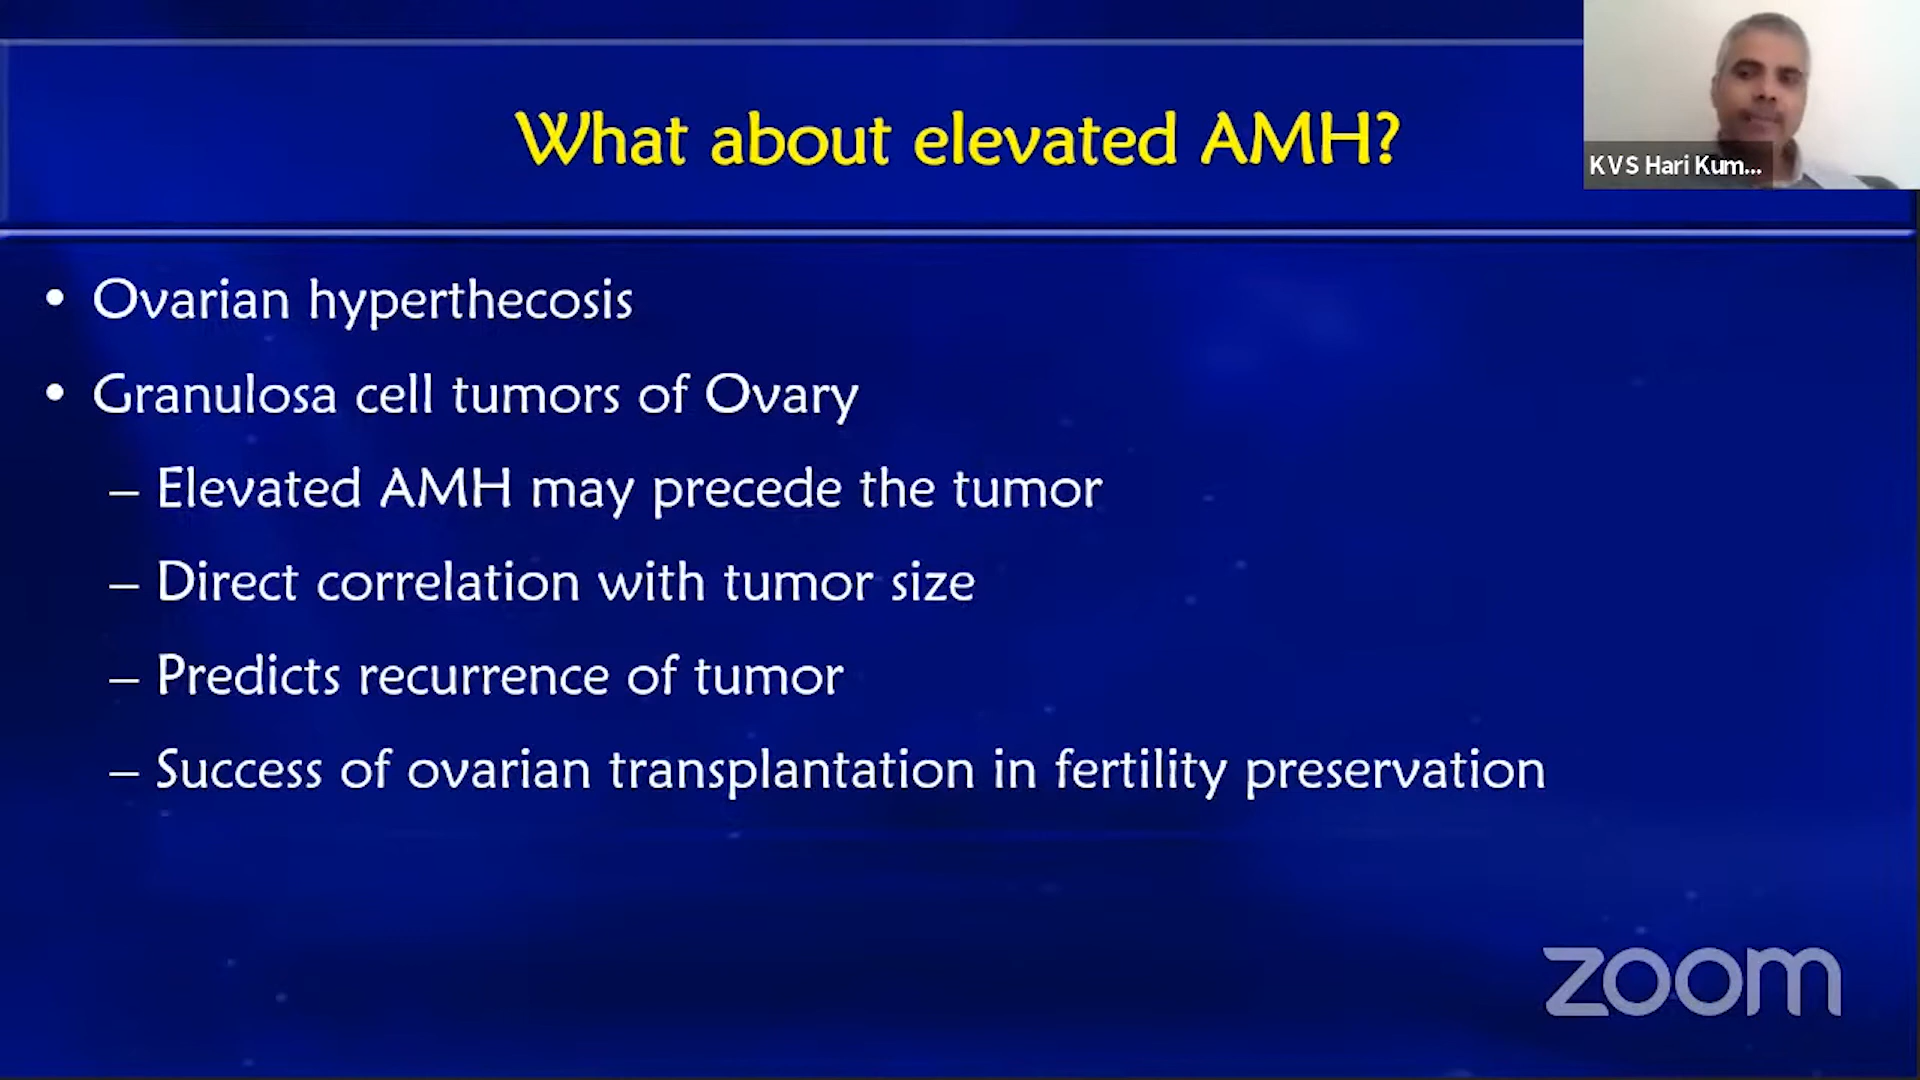 What about elevated AMH?
K V S Hari Kum...
• Ovarian hyperthecosis
• Granulosa cell tumors of Ovary
– Elevated AMH may precede the tumor
– Direct correlation with tumor size
– Predicts recurrence of tumor
– Success of ovarian transplantation in fertility preservation
zoom